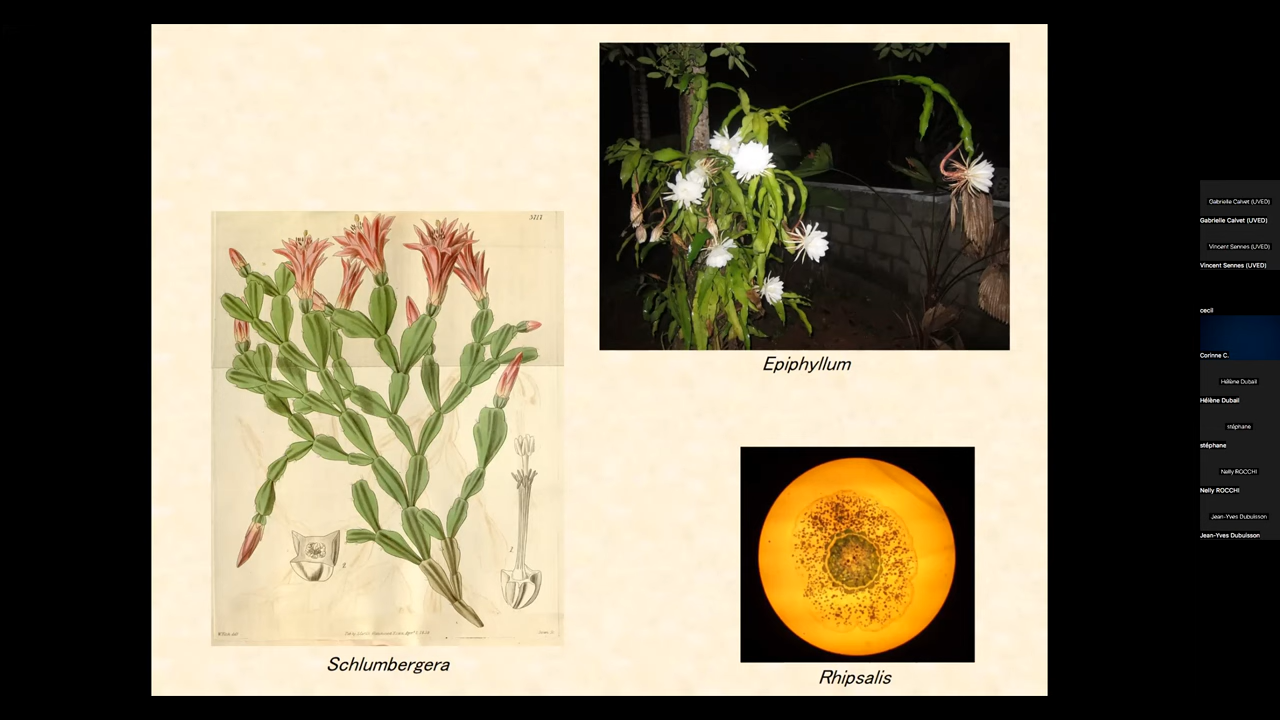 Epiphyllum
Schlumbergera
Rhipsalis
Gabrielle Calvet (UVED)
Gabrielle Calvet (UVED)
Vincent Sennes (UVED)
Vincent Sennes (UVED)
cecil
Corinne C.
Hélène Dubail
Hélène Dubail
stéphane
stéphane
Nelly ROCCHI
Nelly ROCCHI
Jean-Yves Dubuisson
Jean-Yves Dubuisson